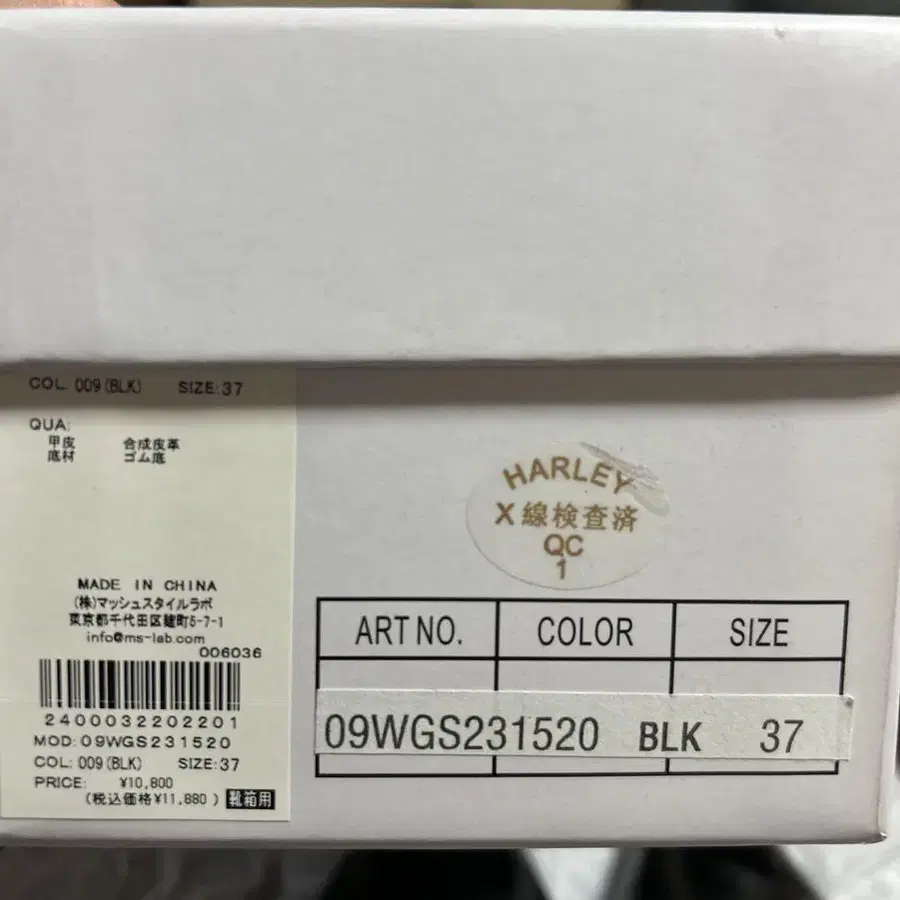 COL. 009(BLK) SIZE:37
QUA:
甲皮 合成皮革
底材 ゴム底
MADE IN CHINA
(株)マッシュスタイルラボ
東京都千代田区麹町5-7-1
info@ms-lab.com
006036
2400032202201
MOD:09WGS231520
COL: 009(BLK) SIZE:37
PRICE: ¥10,800
(税込価格¥11,880 ) 靴箱用
HARLEY
X線検査済
QC
1
ART NO. COLOR SIZE
09WGS231520 BLK 37